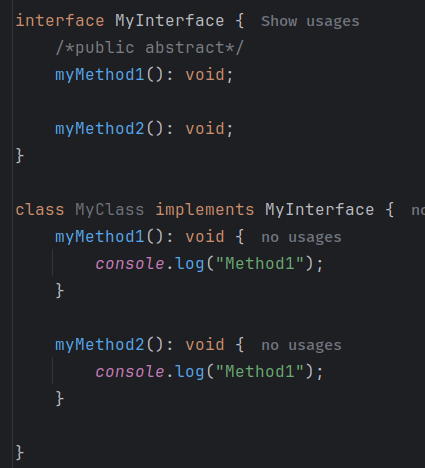 interface MyInterface { Show usages
    /*public abstract*/
    myMethod1(): void;
    myMethod2(): void;
}
class MyClass implements MyInterface { no
    myMethod1(): void { no usages
        console.log("Method1");
    }
    myMethod2(): void { no usages
        console.log("Method1");
    }
}